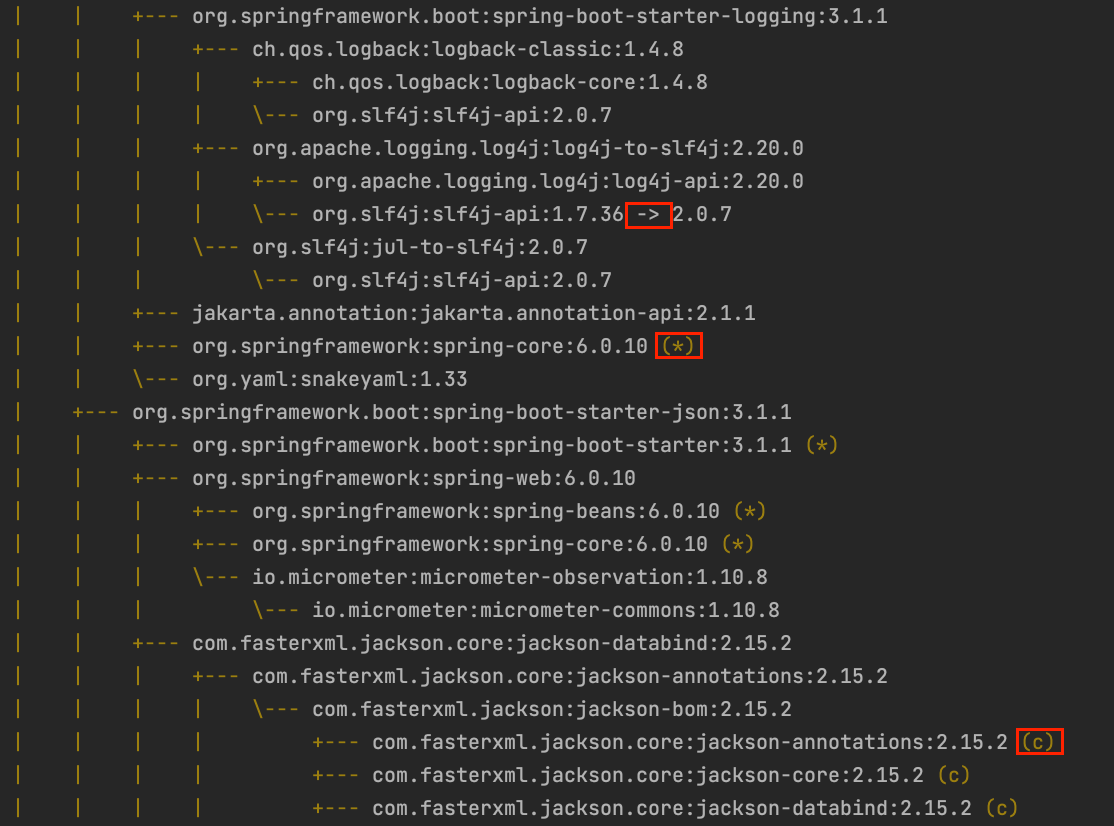 |    |    +--- org.springframework.boot:spring-boot-starter-logging:3.1.1
|    |    |    +--- ch.qos.logback:logback-classic:1.4.8
|    |    |    |    +--- ch.qos.logback:logback-core:1.4.8
|    |    |    |    \--- org.slf4j:slf4j-api:2.0.7
|    |    |    +--- org.apache.logging.log4j:log4j-to-slf4j:2.20.0
|    |    |    |    +--- org.apache.logging.log4j:log4j-api:2.20.0
|    |    |    |    \--- org.slf4j:slf4j-api:1.7.36 -> 2.0.7
|    |    |    \--- org.slf4j:jul-to-slf4j:2.0.7
|    |    |         \--- org.slf4j:slf4j-api:2.0.7
|    |    +--- jakarta.annotation:jakarta.annotation-api:2.1.1
|    |    +--- org.springframework:spring-core:6.0.10 (*)
|    |    \--- org.yaml:snakeyaml:1.33
|    +--- org.springframework.boot:spring-boot-starter-json:3.1.1
|    |    +--- org.springframework.boot:spring-boot-starter:3.1.1 (*)
|    |    +--- org.springframework:spring-web:6.0.10
|    |    |    +--- org.springframework:spring-beans:6.0.10 (*)
|    |    |    +--- org.springframework:spring-core:6.0.10 (*)
|    |    |    \--- io.micrometer:micrometer-observation:1.10.8
|    |    |         \--- io.micrometer:micrometer-commons:1.10.8
|    |    +--- com.fasterxml.jackson.core:jackson-databind:2.15.2
|    |    |    +--- com.fasterxml.jackson.core:jackson-annotations:2.15.2
|    |    |    |    \--- com.fasterxml.jackson:jackson-bom:2.15.2
|    |    |    |         +--- com.fasterxml.jackson.core:jackson-annotations:2.15.2 (c)
|    |    |    |         +--- com.fasterxml.jackson.core:jackson-core:2.15.2 (c)
|    |    |    |         +--- com.fasterxml.jackson.core:jackson-databind:2.15.2 (c)